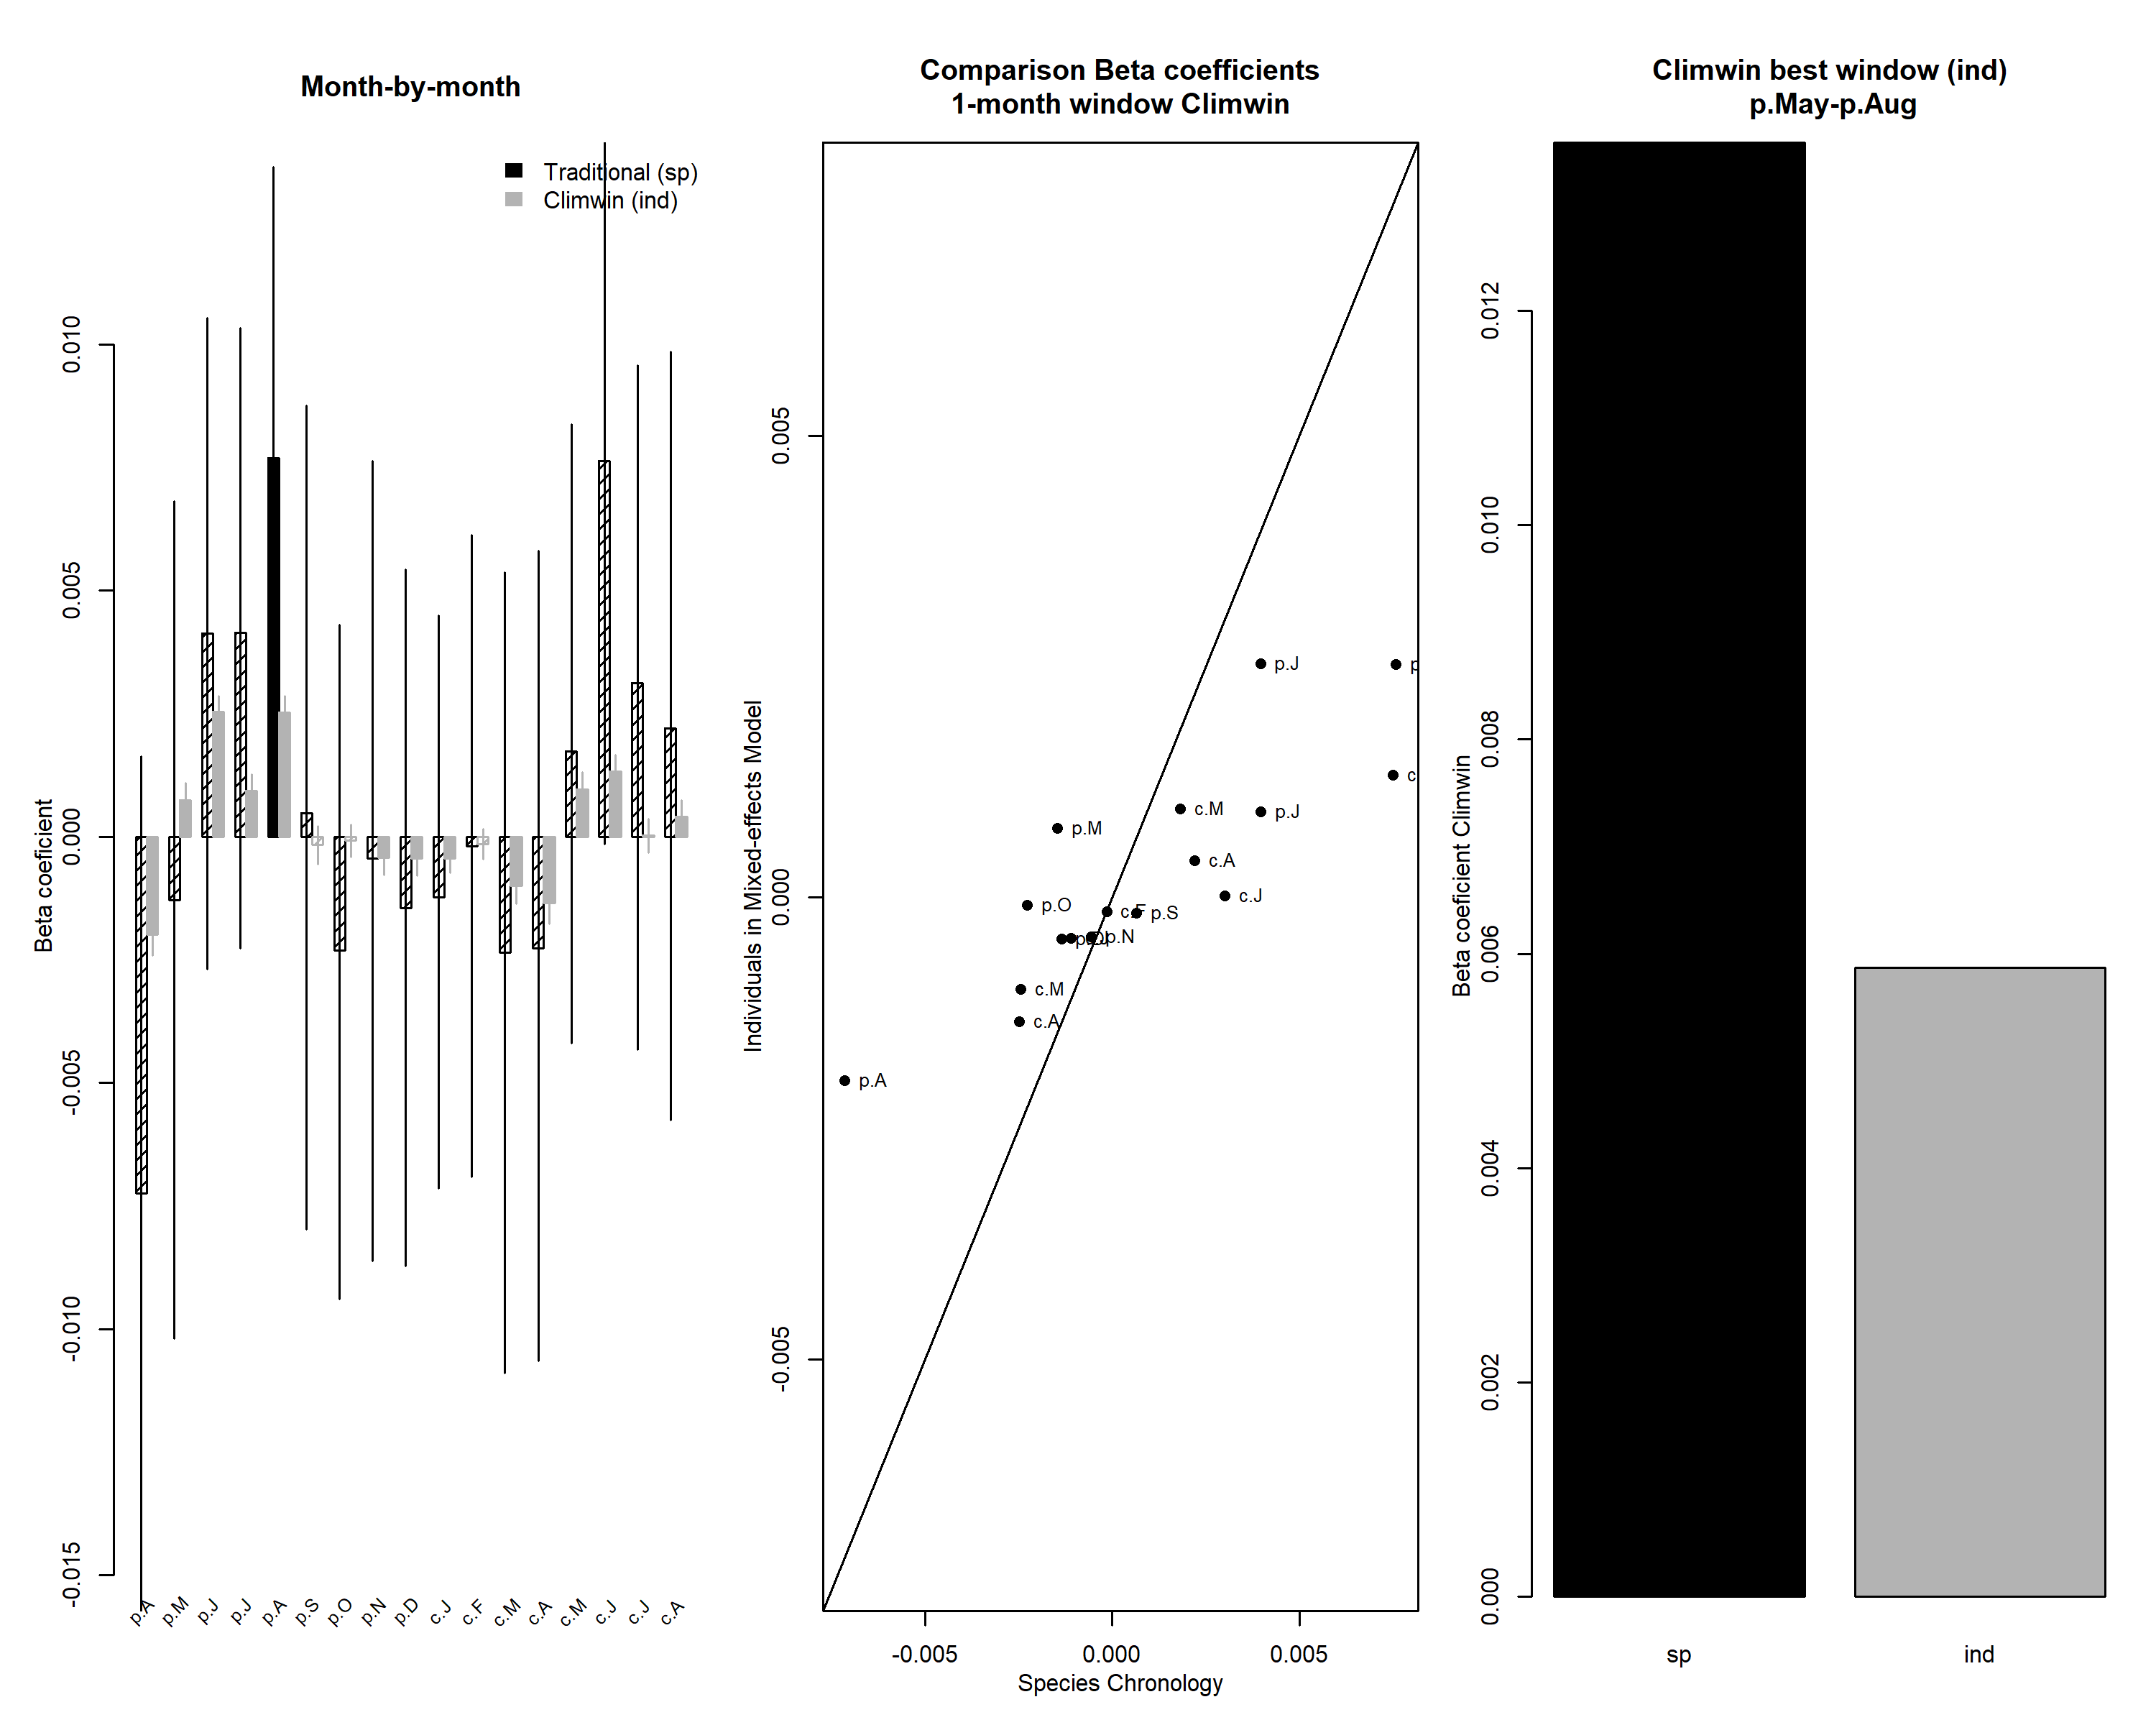 Month-by-month
Traditional (sp)
Climwin (ind)
Beta coeficient
0.010
0.005
0.000
-0.005
-0.010
-0.015
p.A
p.M
p.J
p.J
p.A
p.S
p.O
p.N
p.D
c.J
c.F
c.M
c.A
c.M
c.J
c.J
c.A
Comparison Beta coefficients
1-month window Climwin
Individuals in Mixed-effects Model
0.005
0.000
-0.005
p.J
p
c.
c.M
p.J
p.M
c.A
c.J
p.O
c.F
p.S
p.N
c.M
c.A
p.A
-0.005
0.000
0.005
Species Chronology
Climwin best window (ind)
p.May-p.Aug
Beta coeficient Climwin
0.012
0.010
0.008
0.006
0.004
0.002
0.000
sp
ind